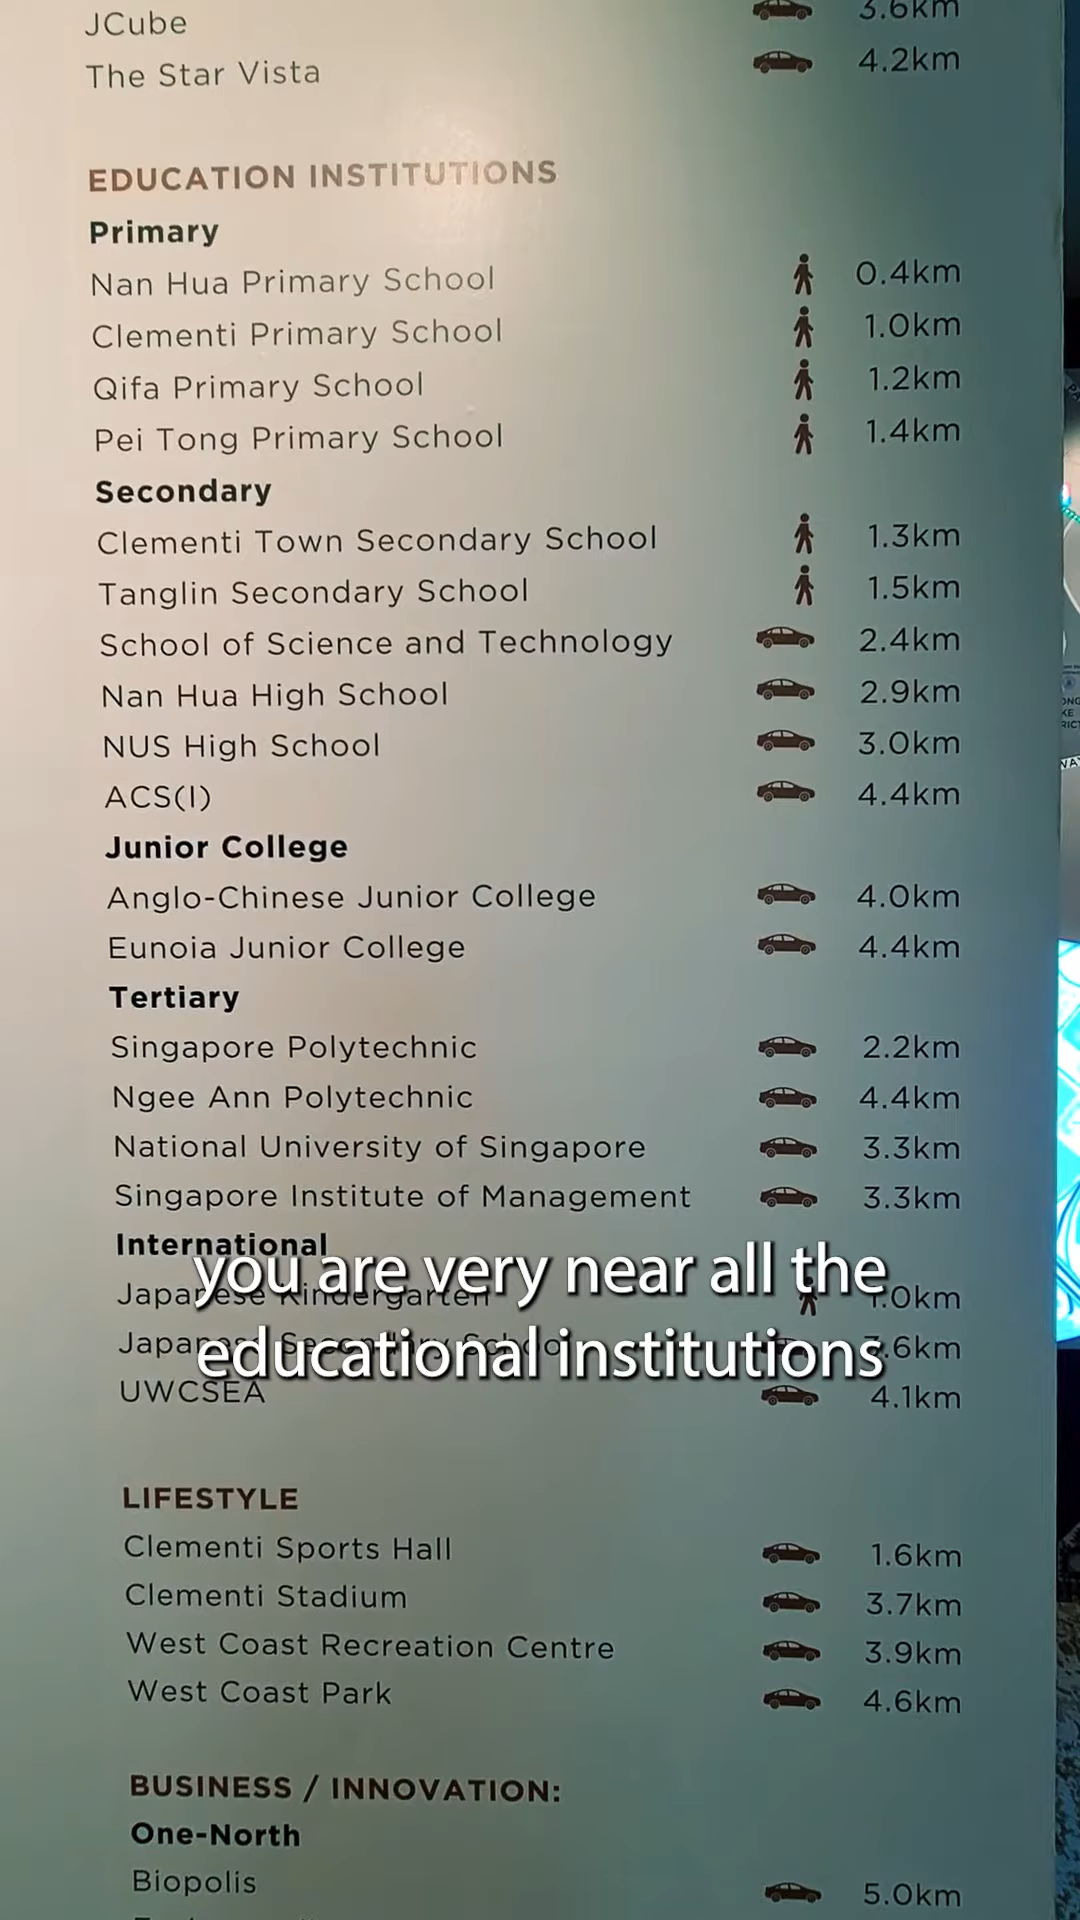 JCube 3.6km
The Star Vista 4.2km
EDUCATION INSTITUTIONS
Primary
Nan Hua Primary School 0.4km
Clementi Primary School 1.0km
Qifa Primary School 1.2km
Pei Tong Primary School 1.4km
Secondary
Clementi Town Secondary School 1.3km
Tanglin Secondary School 1.5km
School of Science and Technology 2.4km
Nan Hua High School 2.9km
NUS High School 3.0km
ACS(I) 4.4km
Junior College
Anglo-Chinese Junior College 4.0km
Eunoia Junior College 4.4km
Tertiary
Singapore Polytechnic 2.2km
Ngee Ann Polytechnic 4.4km
National University of Singapore 3.3km
Singapore Institute of Management 3.3km
International
you are very near all the
Japanese Kindergarten 1.0km
educational institutions
Japanese Secondary School
UWCSEA 4.1km
LIFESTYLE
Clementi Sports Hall 1.6km
Clementi Stadium 3.7km
West Coast Recreation Centre 3.9km
West Coast Park 4.6km
BUSINESS / INNOVATION:
One-North
Biopolis 5.0km